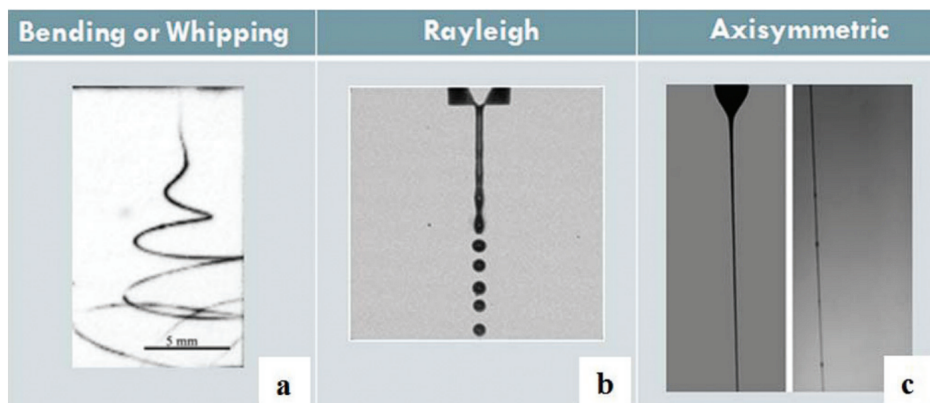 Bending or Whipping
Rayleigh
Axisymmetric
5 mm
a
b
c